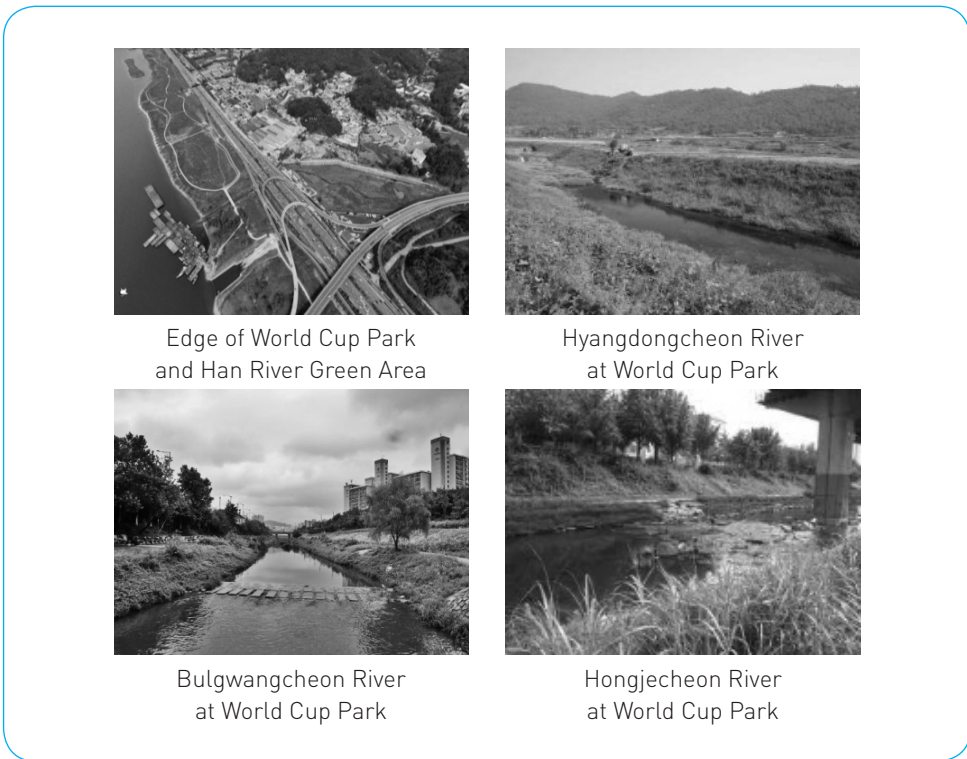 Edge of World Cup Park
and Han River Green Area
Hyangdongcheon River
at World Cup Park
Bulgwangcheon River
at World Cup Park
Hongjecheon River
at World Cup Park